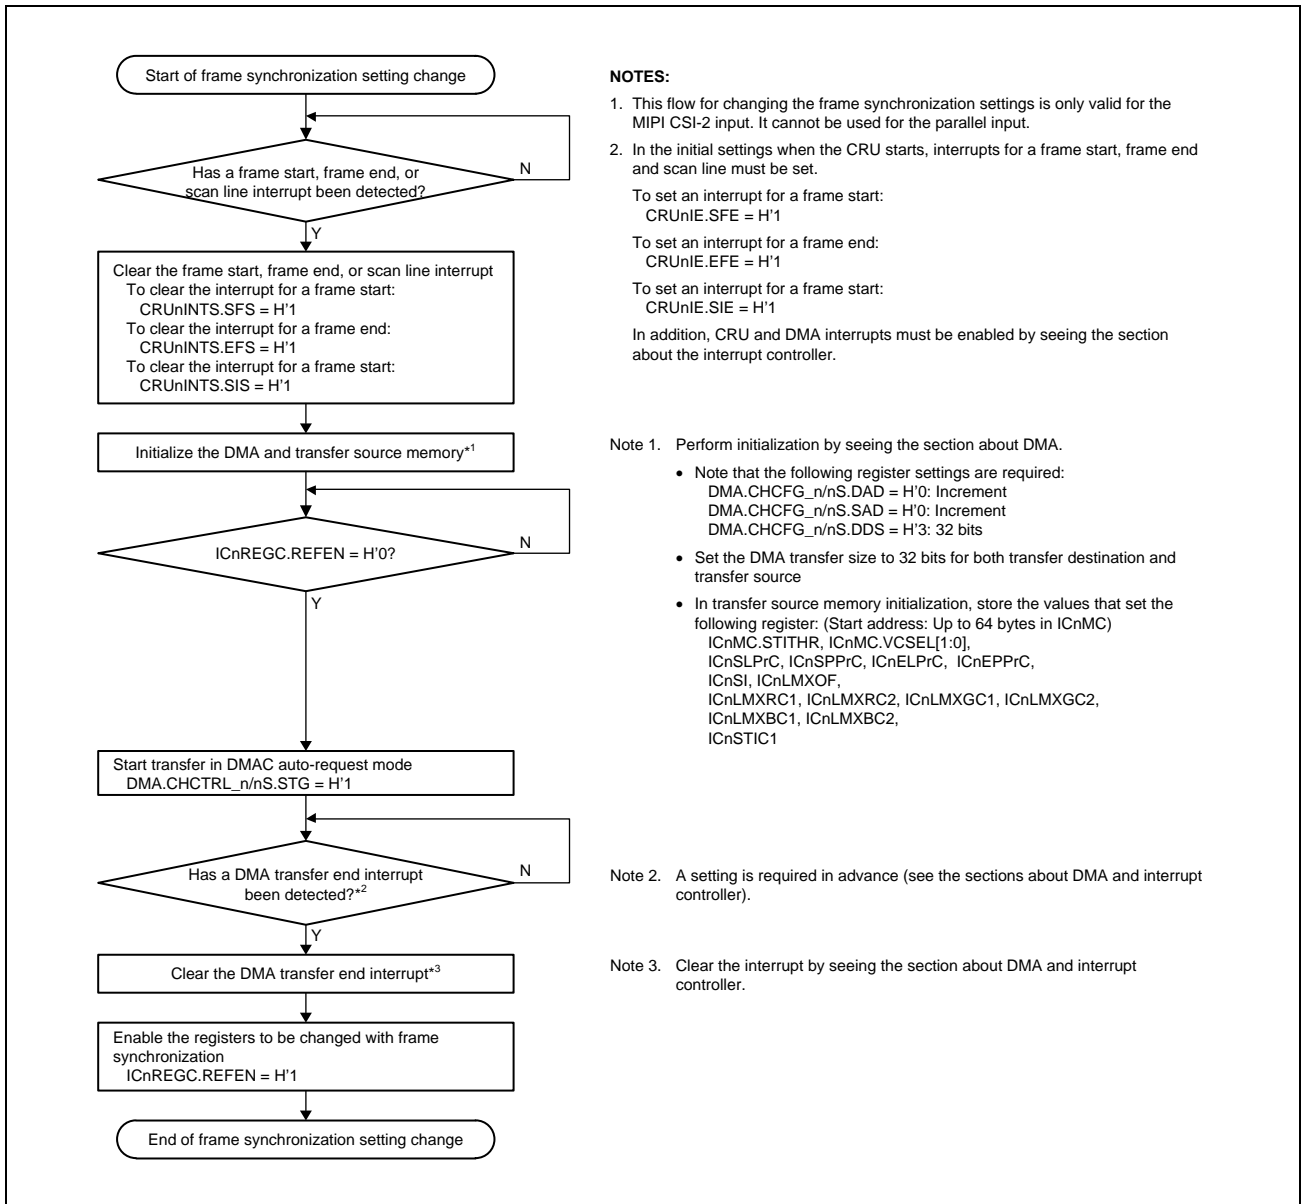 Start of frame synchronization setting change
Has a frame start, frame end, or
scan line interrupt been detected?
N
Y
Clear the frame start, frame end, or scan line interrupt
To clear the interrupt for a frame start:
CRUnINTS.SFS = H'1
To clear the interrupt for a frame end:
CRUnINTS.EFS = H'1
To clear the interrupt for a frame start:
CRUnINTS.SIS = H'1
Initialize the DMA and transfer source memory*1
ICnREGC.REFEN = H'0?
N
Y
Start transfer in DMAC auto-request mode
DMA.CHCTRL_n/nS.STG = H'1
Has a DMA transfer end interrupt
been detected?*2
N
Y
Clear the DMA transfer end interrupt*3
Enable the registers to be changed with frame
synchronization
ICnREGC.REFEN = H'1
End of frame synchronization setting change
NOTES:
1. This flow for changing the frame synchronization settings is only valid for the
MIPI CSI-2 input. It cannot be used for the parallel input.
2. In the initial settings when the CRU starts, interrupts for a frame start, frame end
and scan line must be set.
To set an interrupt for a frame start:
CRUnIE.SFE = H'1
To set an interrupt for a frame end:
CRUnIE.EFE = H'1
To set an interrupt for a frame start:
CRUnIE.SIE = H'1
In addition, CRU and DMA interrupts must be enabled by seeing the section
about the interrupt controller.
Note 1. Perform initialization by seeing the section about DMA.
• Note that the following register settings are required:
DMA.CHCFG_n/nS.DAD = H'0: Increment
DMA.CHCFG_n/nS.SAD = H'0: Increment
DMA.CHCFG_n/nS.DDS = H'3: 32 bits
• Set the DMA transfer size to 32 bits for both transfer destination and
transfer source
• In transfer source memory initialization, store the values that set the
following register: (Start address: Up to 64 bytes in ICnMC)
ICnMC.STITHR, ICnMC.VCSEL[1:0],
ICnSLPrC, ICnSPPrC, ICnELPrC, ICnEPPrC,
ICnSI, ICnLMXOF,
ICnLMXRC1, ICnLMXRC2, ICnLMXGC1, ICnLMXGC2,
ICnLMXBC1, ICnLMXBC2,
ICnSTIC1
Note 2. A setting is required in advance (see the sections about DMA and interrupt
controller).
Note 3. Clear the interrupt by seeing the section about DMA and interrupt
controller.